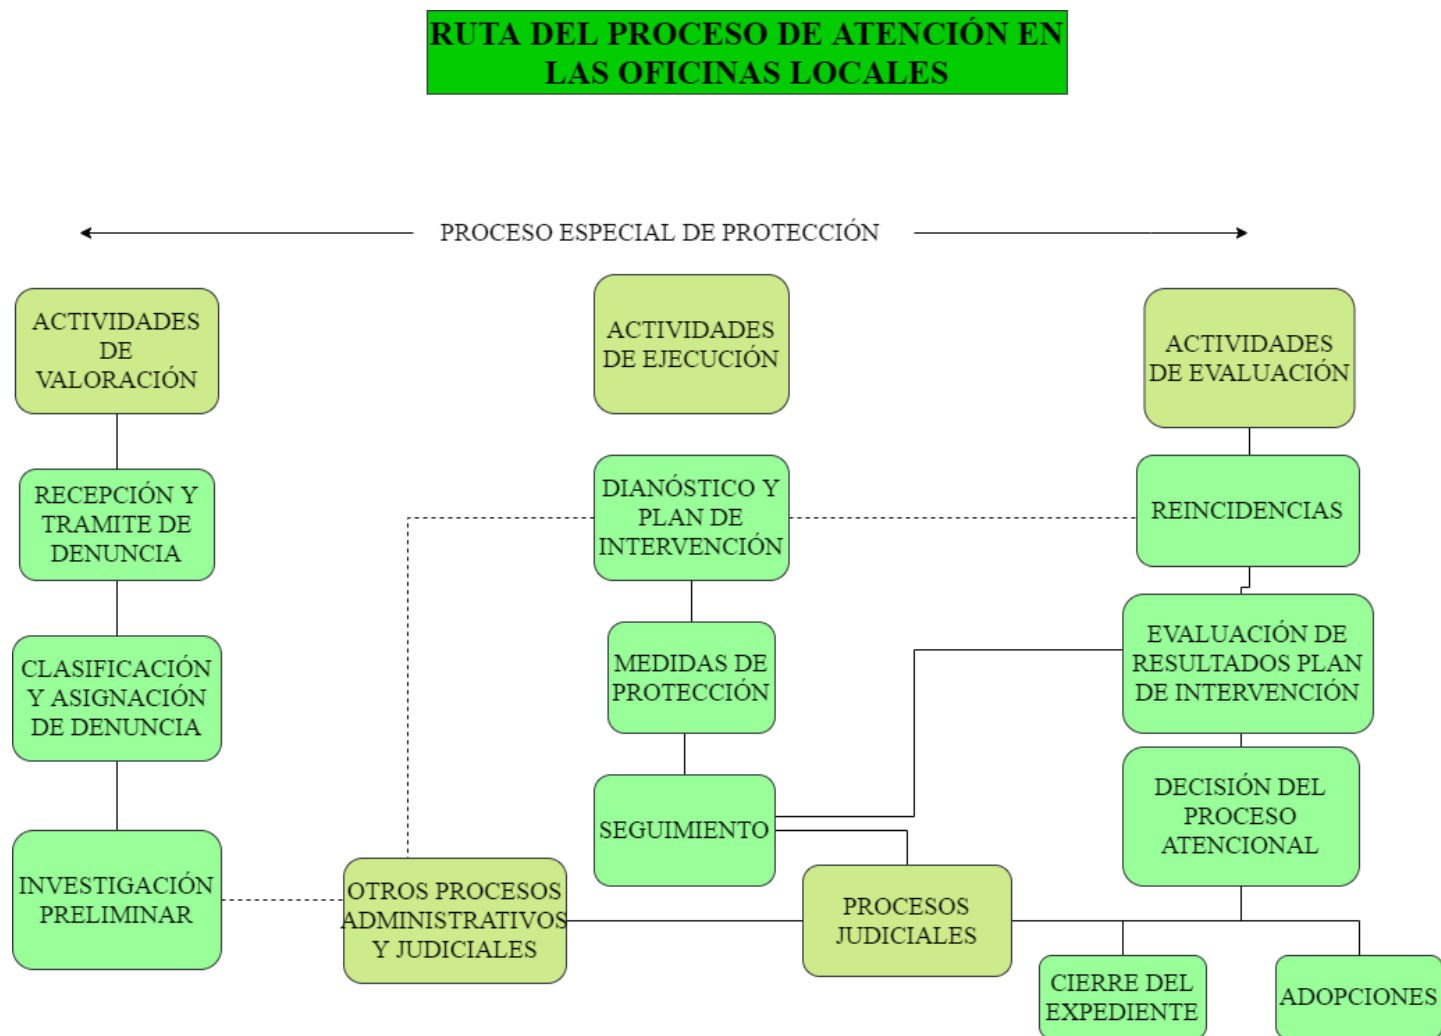 RUTA DEL PROCESO DE ATENCIÓN EN
LAS OFICINAS LOCALES
PROCESO ESPECIAL DE PROTECCIÓN
ACTIVIDADES
DE
VALORACIÓN
RECEPCIÓN Y
TRAMITE DE
DENUNCIA
CLASIFICACIÓN
Y ASIGNACIÓN
DE DENUNCIA
INVESTIGACIÓN
PRELIMINAR
OTROS PROCESOS
ADMINISTRATIVOS
Y JUDICIALES
ACTIVIDADES
DE EJECUCIÓN
DIANÓSTICO Y
PLAN DE
INTERVENCIÓN
MEDIDAS DE
PROTECCIÓN
SEGUIMIENTO
PROCESOS
JUDICIALES
ACTIVIDADES
DE EVALUACIÓN
REINCIDENCIAS
EVALUACIÓN DE
RESULTADOS PLAN
DE INTERVENCIÓN
DECISIÓN DEL
PROCESO
ATENCIONAL
CIERRE DEL
EXPEDIENTE
ADOPCIONES